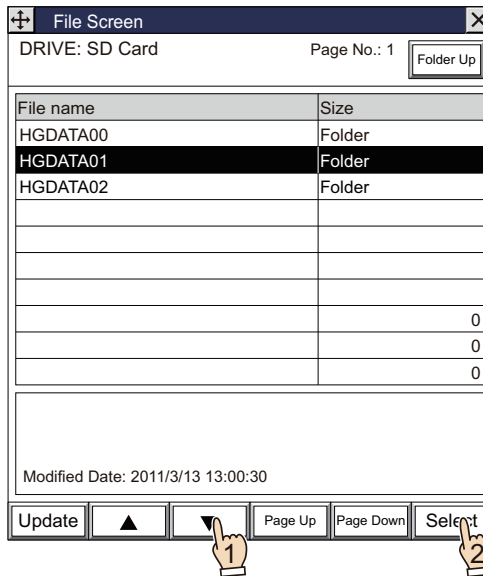 File Screen
DRIVE: SD Card Page No.: 1 Folder Up
File name Size
HGDATA00 Folder
HGDATA01 Folder
HGDATA02 Folder
0
0
0
Modified Date: 2011/3/13 13:00:30
Update ▲ ▼ Page Up Page Down Select
1 2